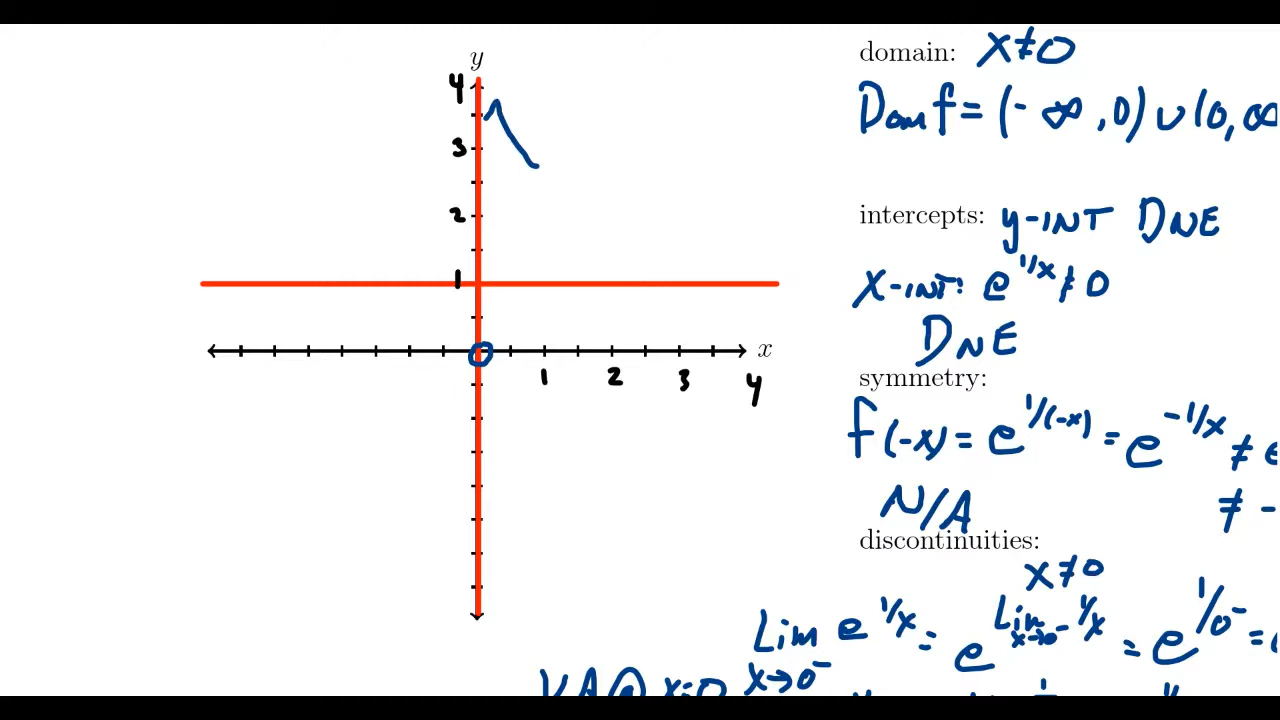 y
4
3
2
1
x
1 2 3 4
domain: x≠0
Dom f = (-∞,0) ∪ (0,∞
intercepts: y-INT DNE
x-INT: e^1/x ≠ 0
DNE
symmetry:
f(-x) = e^1/(-x) = e^-1/x ≠ e
N/A ≠ -
discontinuities:
x≠0
Lim x→0⁻ e^1/x = e^Lim x→0⁻ 1/x = e^1/0⁻ =
VA @ x=0